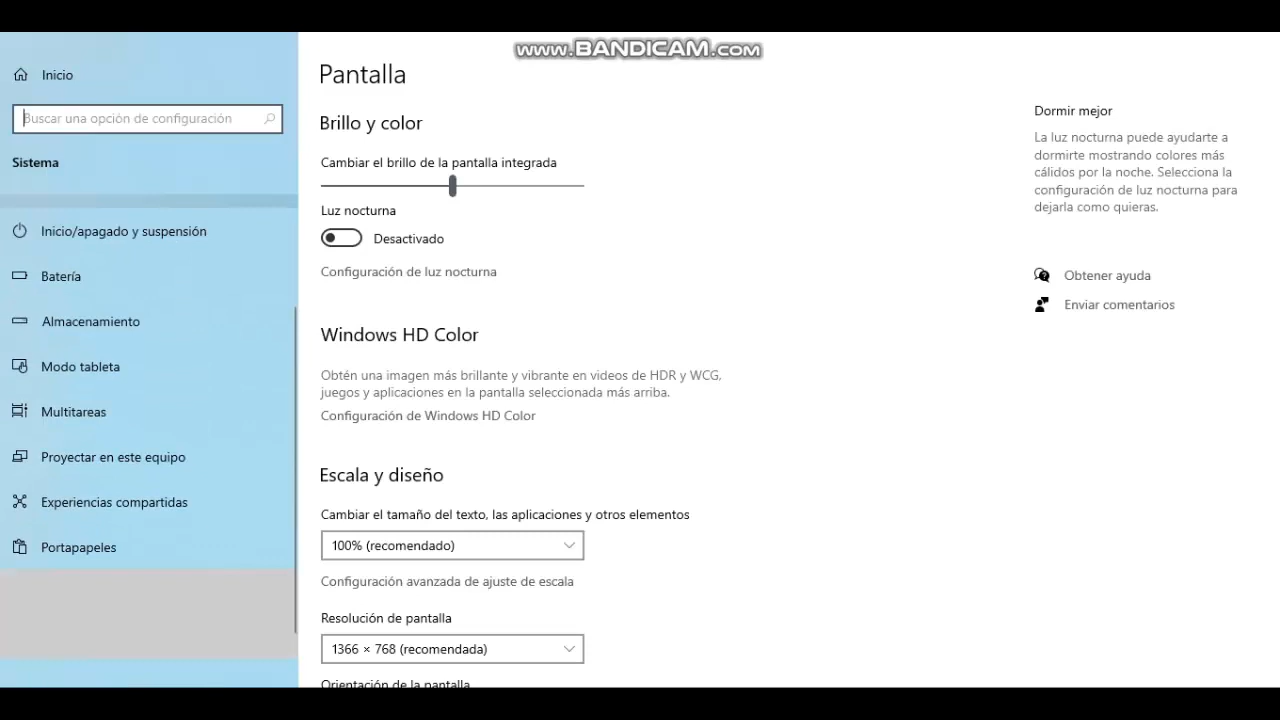 www.BANDICAM.com
Inicio
Buscar una opción de configuración
Sistema
Inicio/apagado y suspensión
Batería
Almacenamiento
Modo tableta
Multitareas
Proyectar en este equipo
Experiencias compartidas
Portapapeles
Pantalla
Brillo y color
Cambiar el brillo de la pantalla integrada
Luz nocturna
Desactivado
Configuración de luz nocturna
Windows HD Color
Obtén una imagen más brillante y vibrante en videos de HDR y WCG,
juegos y aplicaciones en la pantalla seleccionada más arriba.
Configuración de Windows HD Color
Escala y diseño
Cambiar el tamaño del texto, las aplicaciones y otros elementos
100% (recomendado)
Configuración avanzada de ajuste de escala
Resolución de pantalla
1366 × 768 (recomendada)
Orientación de la pantalla
Dormir mejor
La luz nocturna puede ayudarte a
dormirte mostrando colores más
cálidos por la noche. Selecciona la
configuración de luz nocturna para
dejarla como quieras.
Obtener ayuda
Enviar comentarios